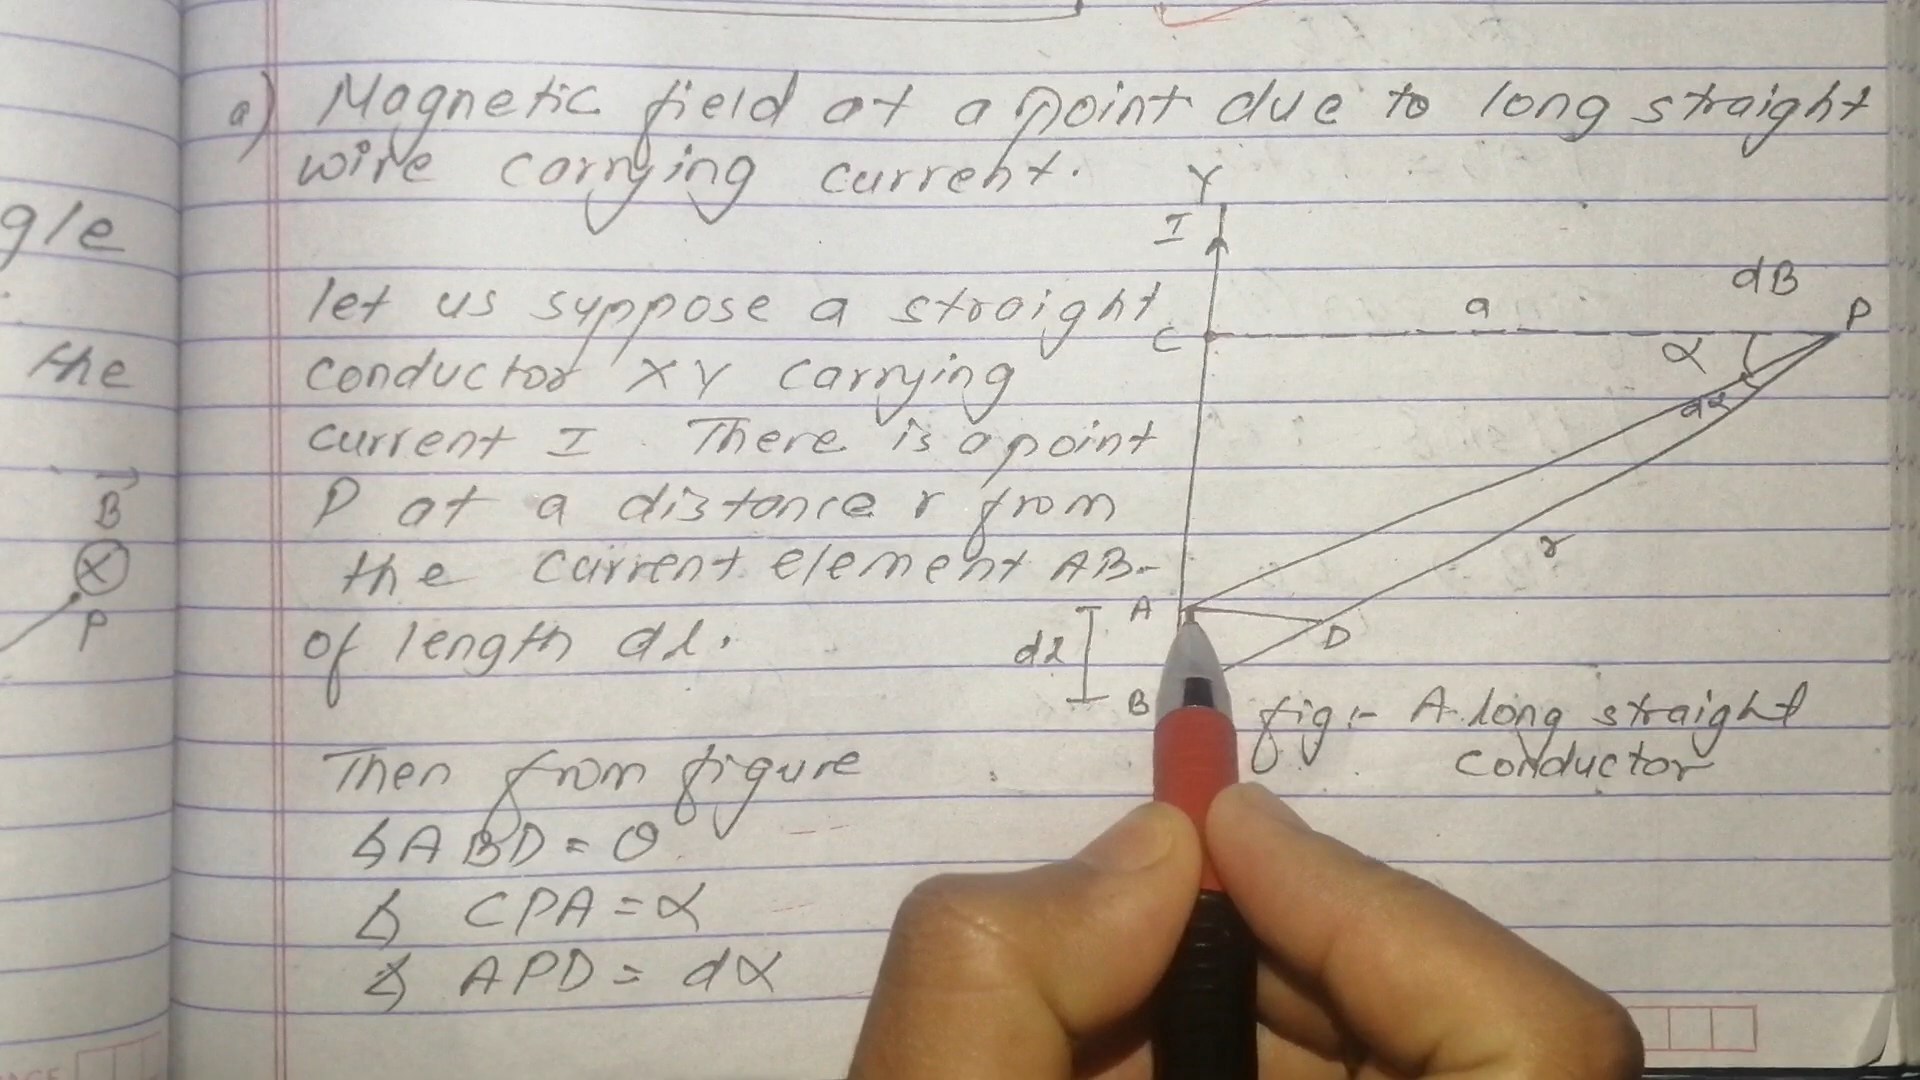 a) Magnetic field at a point due to long straight
wire carrying current.
let us suppose a straight
conductor XY carrying
current I. There is a point
P at a distance r from
the current element AB-
of length dl.
Then from figure
∠ABD = θ
∠ CPA = α
∠ APD = dα
Y
I
C
a
dB
P
α
dα
r
A
D
dl
B
fig:- A long straight
conductor
gle
the
B⃗
X
P